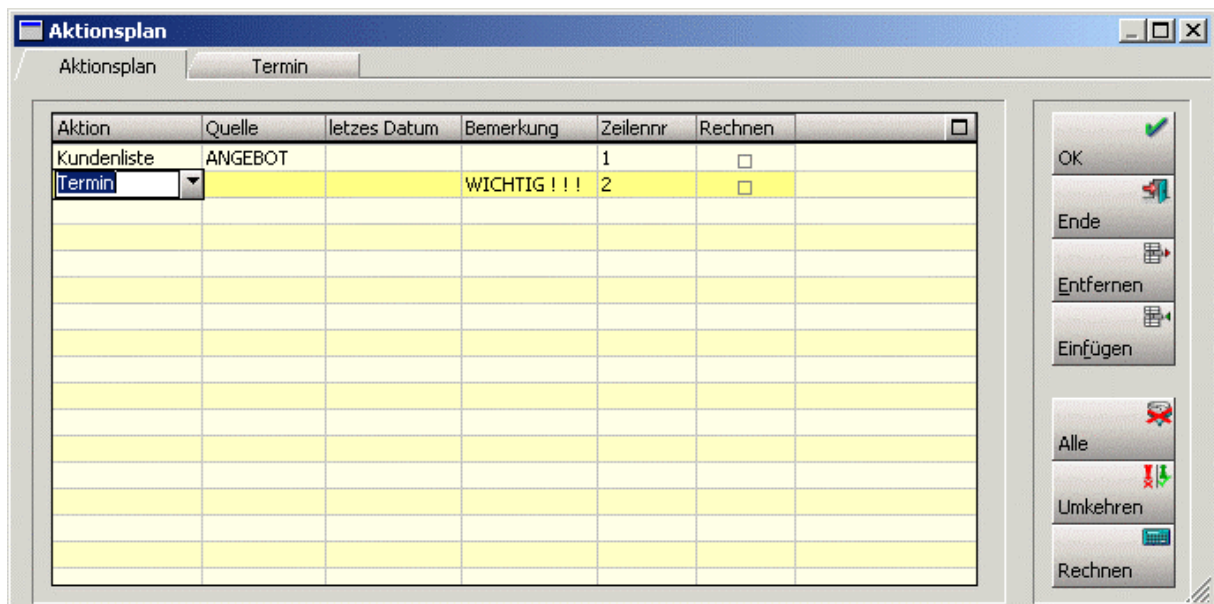 Aktionsplan
Aktionsplan Termin
Aktion Quelle letzes Datum Bemerkung Zeilennr Rechnen
Kundenliste ANGEBOT 1
Termin WICHTIG ! ! ! 2
OK
Ende
Entfernen
Einfügen
Alle
Umkehren
Rechnen